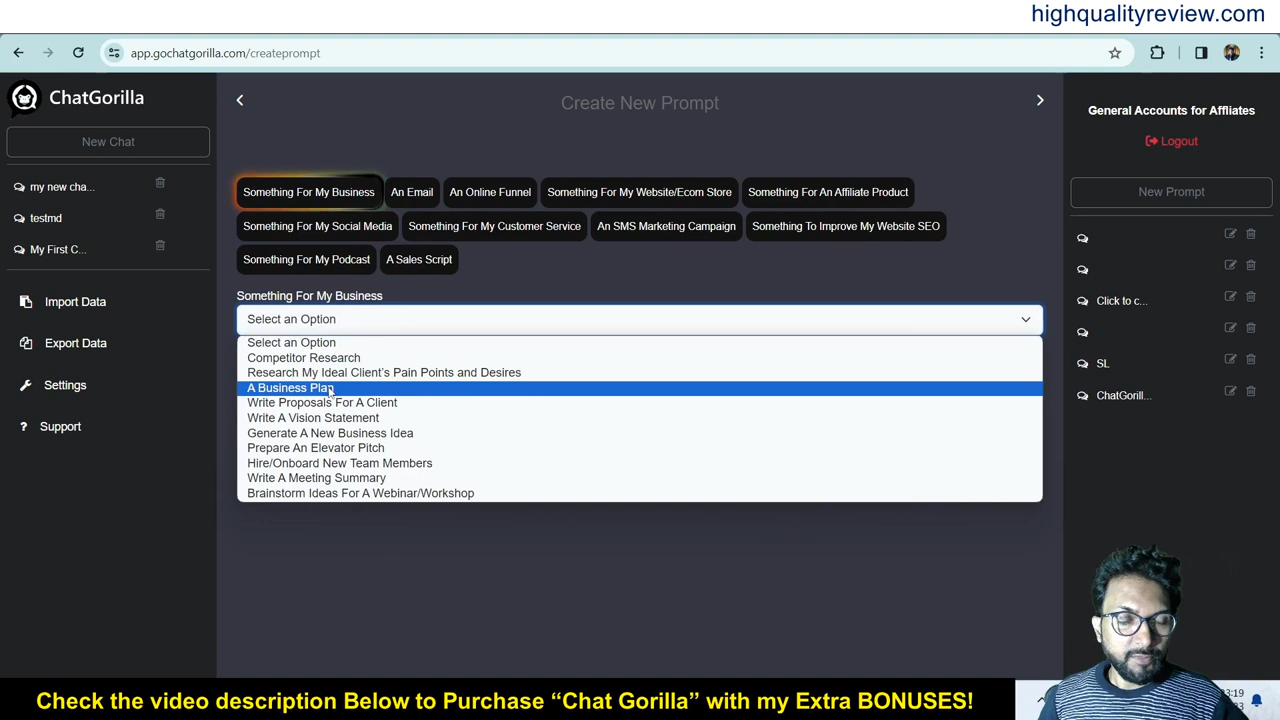 highqualityreview.com
app.gochatgorilla.com/createprompt
ChatGorilla
New Chat
my new cha...
testmd
My First C...
Import Data
Export Data
Settings
Support
Create New Prompt
Something For My Business
An Email
An Online Funnel
Something For My Website/Ecom Store
Something For An Affiliate Product
Something For My Social Media
Something For My Customer Service
An SMS Marketing Campaign
Something To Improve My Website SEO
Something For My Podcast
A Sales Script
Something For My Business
Select an Option
Select an Option
Competitor Research
Research My Ideal Client's Pain Points and Desires
A Business Plan
Write Proposals For A Client
Write A Vision Statement
Generate A New Business Idea
Prepare An Elevator Pitch
Hire/Onboard New Team Members
Write A Meeting Summary
Brainstorm Ideas For A Webinar/Workshop
General Accounts for Affliates
Logout
New Prompt
Click to c...
SL
ChatGorill...
Check the video description Below to Purchase “Chat Gorilla” with my Extra BONUSES!